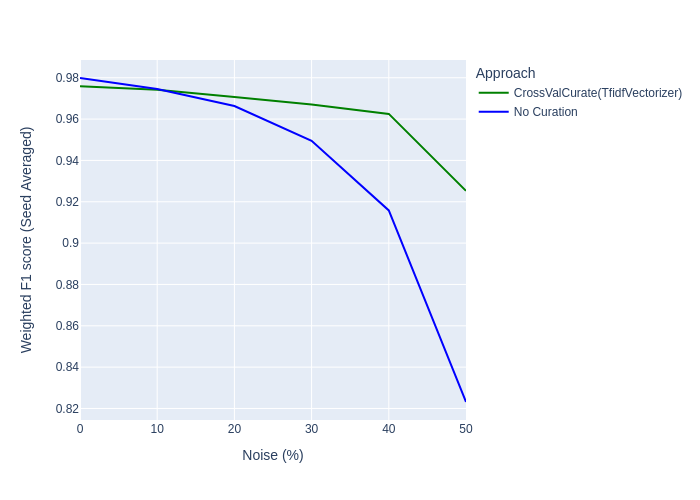 Approach
CrossValCurate(TfidfVectorizer)
No Curation
0.98
0.96
0.94
0.92
0.9
0.88
0.86
0.84
0.82
Weighted F1 score (Seed Averaged)
0 10 20 30 40 50
Noise (%)